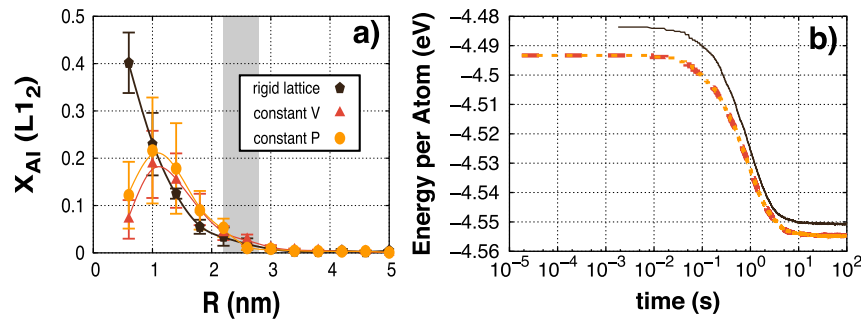 a)
X_Al (L1_2)
0.5
0.4
0.3
0.2
0.1
0
rigid lattice
constant V
constant P
0 1 2 3 4 5
R (nm)
b)
Energy per Atom (eV)
−4.48
−4.49
−4.5
−4.51
−4.52
−4.53
−4.54
−4.55
−4.56
10^−5 10^−4 10^−3 10^−2 10^−1 10^0 10^1 10^2
time (s)